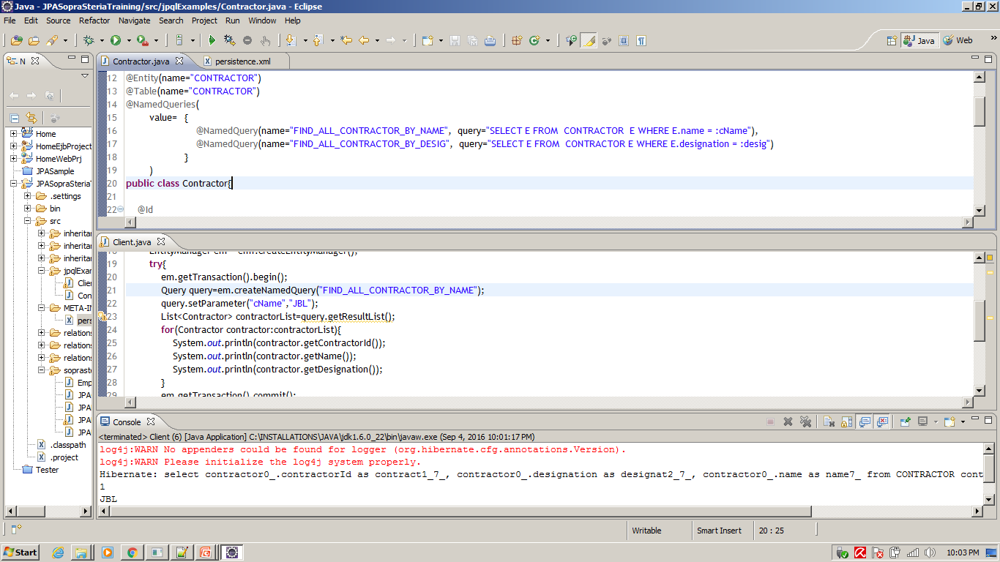 Java - JPASopraSteriaTraining/src/jpqlExamples/Contractor.java - Eclipse
File Edit Source Refactor Navigate Search Project Run Window Help
Java
Web
N
Home
HomeEjbProject
HomeWebPrj
JPASample
JPASopraSteriaT
.settings
bin
src
inheritar
inheritar
inheritar
jpqlExar
Clie
Con
META-IN
pers
relations
relations
relations
soprast
Emp
JPA
JPA
JPA
JPA
.classpath
.project
Tester
Contractor.java
persistence.xml
12 @Entity(name="CONTRACTOR")
13 @Table(name="CONTRACTOR")
14 @NamedQueries(
15 value= {
16 @NamedQuery(name="FIND_ALL_CONTRACTOR_BY_NAME", query="SELECT E FROM CONTRACTOR E WHERE E.name = :cName"),
17 @NamedQuery(name="FIND_ALL_CONTRACTOR_BY_DESIG", query="SELECT E FROM CONTRACTOR E WHERE E.designation = :desig")
18 }
19 )
20 public class Contractor{
21
22 @Id
Client.java
18 EntityManager em = emf.createEntityManager();
19 try{
20 em.getTransaction().begin();
21 Query query=em.createNamedQuery("FIND_ALL_CONTRACTOR_BY_NAME");
22 query.setParameter("cName","JBL");
23 List<Contractor> contractorList=query.getResultList();
24 for(Contractor contractor:contractorList){
25 System.out.println(contractor.getContractorId());
26 System.out.println(contractor.getName());
27 System.out.println(contractor.getDesignation());
28 }
29 em.getTransaction().commit();
Console
<terminated> Client (6) [Java Application] C:\INSTALLATIONS\JAVA\jdk1.6.0_22\bin\javaw.exe (Sep 4, 2016 10:01:17 PM)
log4j:WARN No appenders could be found for logger (org.hibernate.cfg.annotations.Version).
log4j:WARN Please initialize the log4j system properly.
Hibernate: select contractor0_.contractorId as contract1_7_, contractor0_.designation as designat2_7_, contractor0_.name as name7_ from CONTRACTOR cont
1
JBL
Writable
Smart Insert
20 : 25
Start
10:03 PM